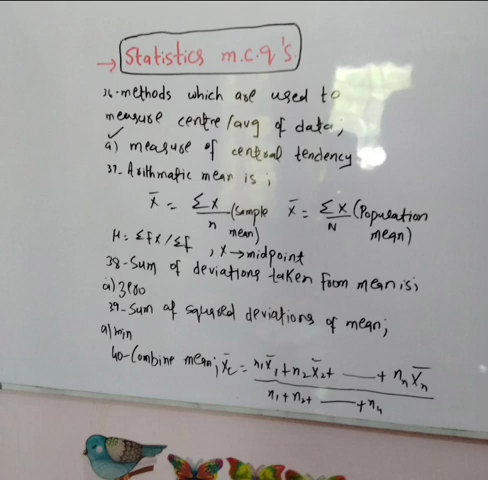 → Statistics m.c.q's
36-methods which are used to
measure centre/avg of data;
a) measure of central tendency
37-Arithmatic mean is;
x̄ = Σx/n (sample mean) x̄ = Σx/N (Population mean)
μ = Σfx/Σf, x→midpoint
38-Sum of deviations taken from mean is;
a) zero
39-Sum of squared deviations of mean;
a) min
40-Combine mean; x̄c = n₁x̄₁+n₂x̄₂+ — + nₙx̄ₙ / n₁+n₂+ — +nₙ